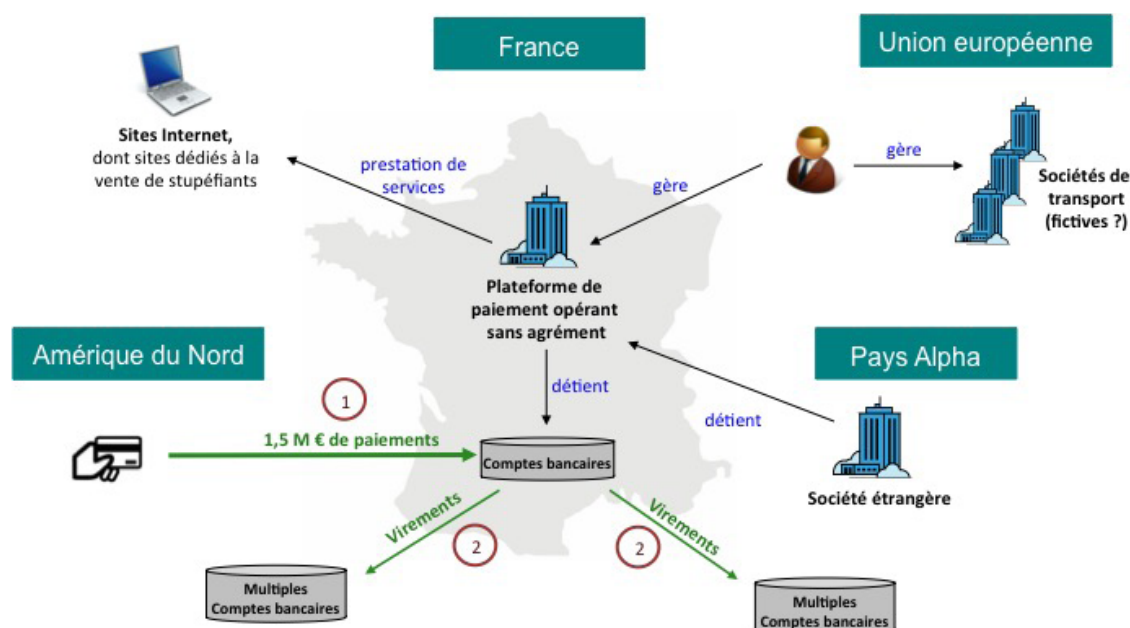 France
Union européenne
Sites Internet,
dont sites dédiés à la
vente de stupéfiants
prestation de
services
gère
gère
Sociétés de
transport
(fictives ?)
Plateforme de
paiement opérant
sans agrément
Amérique du Nord
Pays Alpha
détient
détient
1
1,5 M € de paiements
Comptes bancaires
Société étrangère
Virements
2
2
Virements
Multiples
Comptes bancaires
Multiples
Comptes bancaires